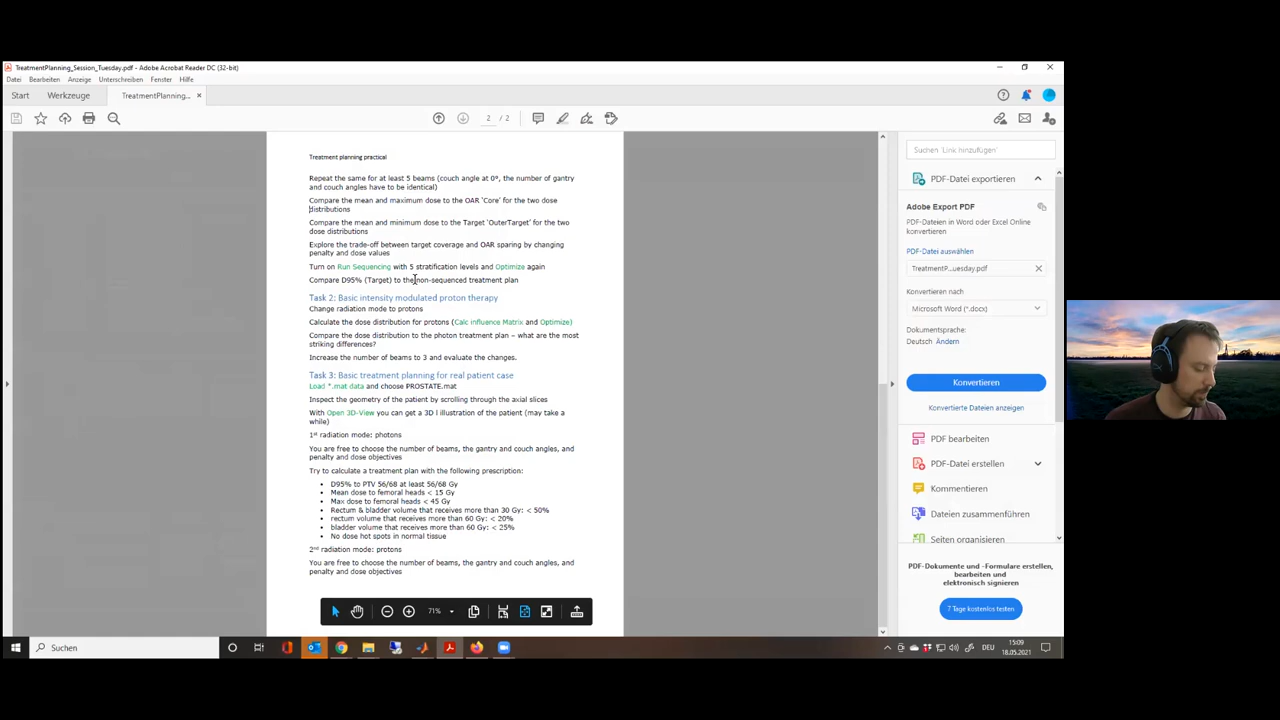 TreatmentPlanning_Session_Tuesday.pdf - Adobe Acrobat Reader DC (32-bit)
Datei Bearbeiten Anzeige Unterschreiben Fenster Hilfe
Start Werkzeuge TreatmentPlanning...
2 / 2
Treatment planning practical
Repeat the same for at least 5 beams (couch angle at 0°, the number of gantry
and couch angles have to be identical)
Compare the mean and maximum dose to the OAR 'Core' for the two dose
distributions
Compare the mean and minimum dose to the Target 'OuterTarget' for the two
dose distributions
Explore the trade-off between target coverage and OAR sparing by changing
penalty and dose values
Turn on Run Sequencing with 5 stratification levels and Optimize again
Compare D95% (Target) to the non-sequenced treatment plan
Task 2: Basic intensity modulated proton therapy
Change radiation mode to protons
Calculate the dose distribution for protons (Calc influence Matrix and Optimize)
Compare the dose distribution to the photon treatment plan – what are the most
striking differences?
Increase the number of beams to 3 and evaluate the changes.
Task 3: Basic treatment planning for real patient case
Load *.mat data and choose PROSTATE.mat
Inspect the geometry of the patient by scrolling through the axial slices
With Open 3D-View you can get a 3D l illustration of the patient (may take a
while)
1st radiation mode: photons
You are free to choose the number of beams, the gantry and couch angles, and
penalty and dose objectives
Try to calculate a treatment plan with the following prescription:
• D95% to PTV 56/68 at least 56/68 Gy
• Mean dose to femoral heads < 15 Gy
• Max dose to femoral heads < 45 Gy
• Rectum & bladder volume that receives more than 30 Gy: < 50%
• rectum volume that receives more than 60 Gy: < 20%
• bladder volume that receives more than 60 Gy: < 25%
• No dose hot spots in normal tissue
2nd radiation mode: protons
You are free to choose the number of beams, the gantry and couch angles, and
penalty and dose objectives
71%
Suchen 'Link hinzufügen'
PDF-Datei exportieren
Adobe Export PDF
PDF-Dateien in Word oder Excel Online
konvertieren
PDF-Datei auswählen
TreatmentP...uesday.pdf
Konvertieren nach
Microsoft Word (*.docx)
Dokumentsprache:
Deutsch Ändern
Konvertieren
Konvertierte Dateien anzeigen
PDF bearbeiten
PDF-Datei erstellen
Kommentieren
Dateien zusammenführen
Seiten organisieren
PDF-Dokumente und -Formulare erstellen,
bearbeiten und
elektronisch signieren
7 Tage kostenlos testen
Suchen
DEU
15:09
18.05.2021